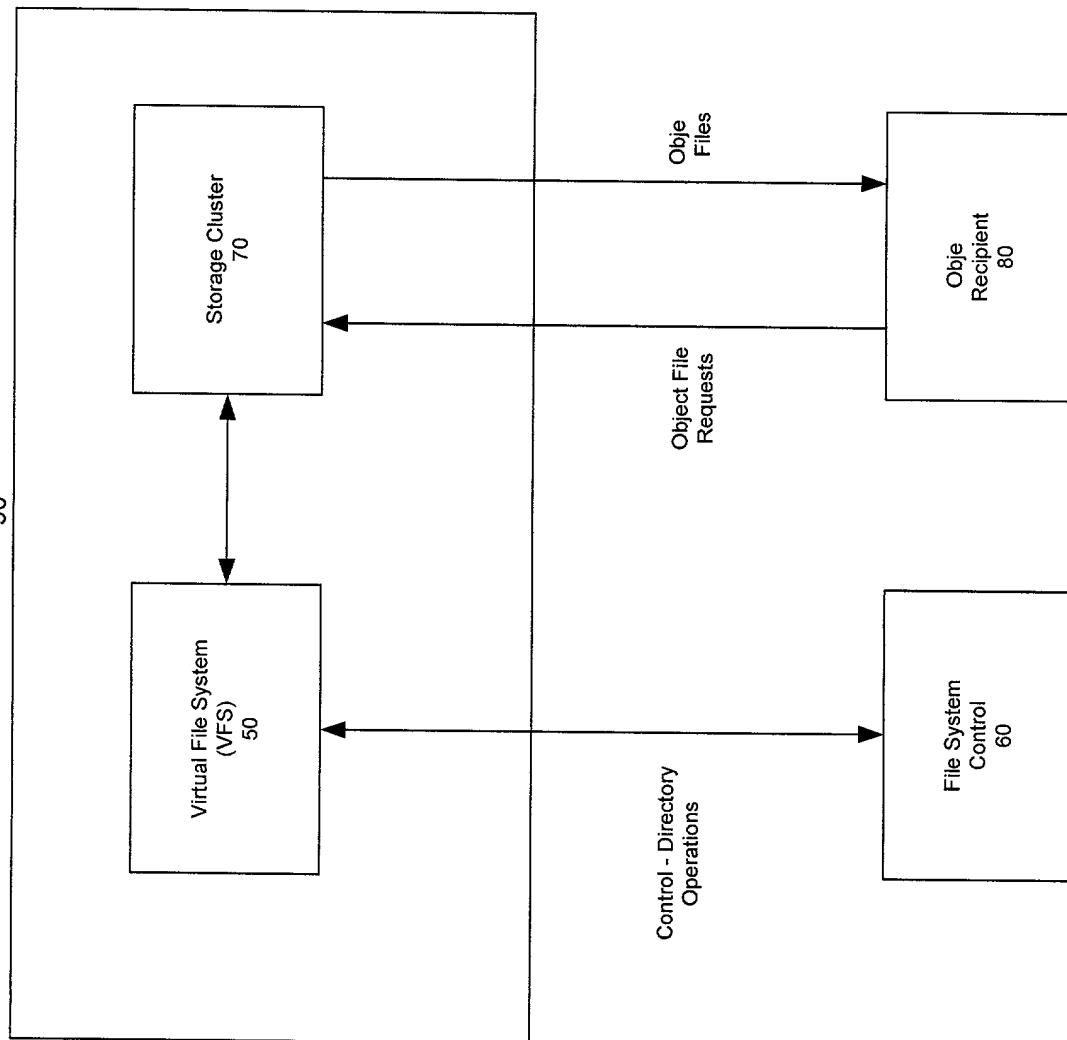 Storage Cluster
70
Obje
Files
Obje
Recipient
80
Object File
Requests
Virtual File System
(VFS)
50
Control - Directory
Operations
File System
Control
60